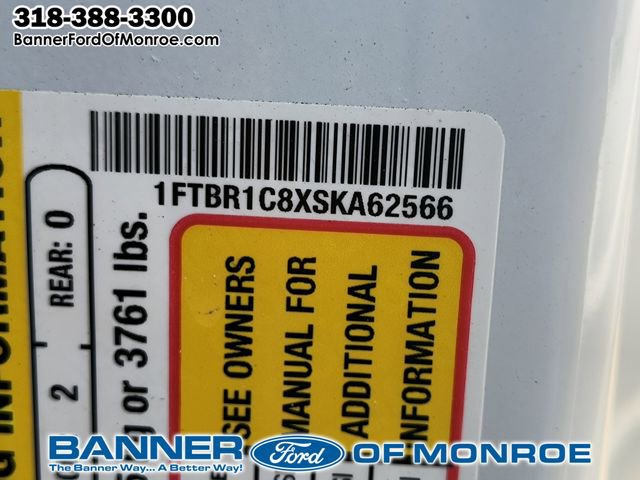 318-388-3300
BannerFordOfMonroe.com
1FTBR1C8XSKA62566
REAR: 0
2
or 3761 lbs.
SEE OWNERS
MANUAL FOR
ADDITIONAL
INFORMATION
BANNER Ford OF MONROE
The Banner Way... A Better Way!